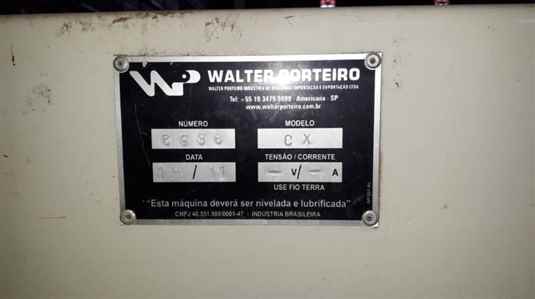 WP WALTER PORTEIRO
WALTER PORTEIRO INDÚSTRIA DE MÁQUINAS IMPORTAÇÃO E EXPORTAÇÃO LTDA
Tel: +55 19 3475 5000 - Americana - SP
www.walterporteiro.com.br
NÚMERO MODELO
CX
DATA TENSÃO / CORRENTE
/ - V/ - A
USE FIO TERRA
"Esta máquina deverá ser nivelada e lubrificada"
- INDÚSTRIA BRASILEIRA